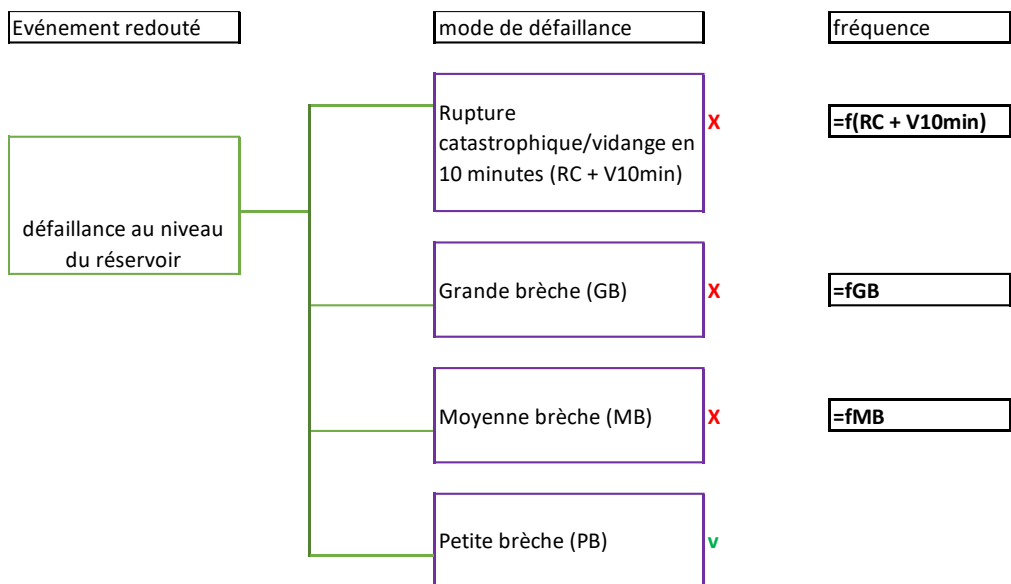 Evénement redouté
mode de défaillance
fréquence
Rupture
catastrophique/vidange en
10 minutes (RC + V10min)
X
=f(RC + V10min)
défaillance au niveau
du réservoir
Grande brèche (GB)
X
=fGB
Moyenne brèche (MB)
X
=fMB
Petite brèche (PB)
v